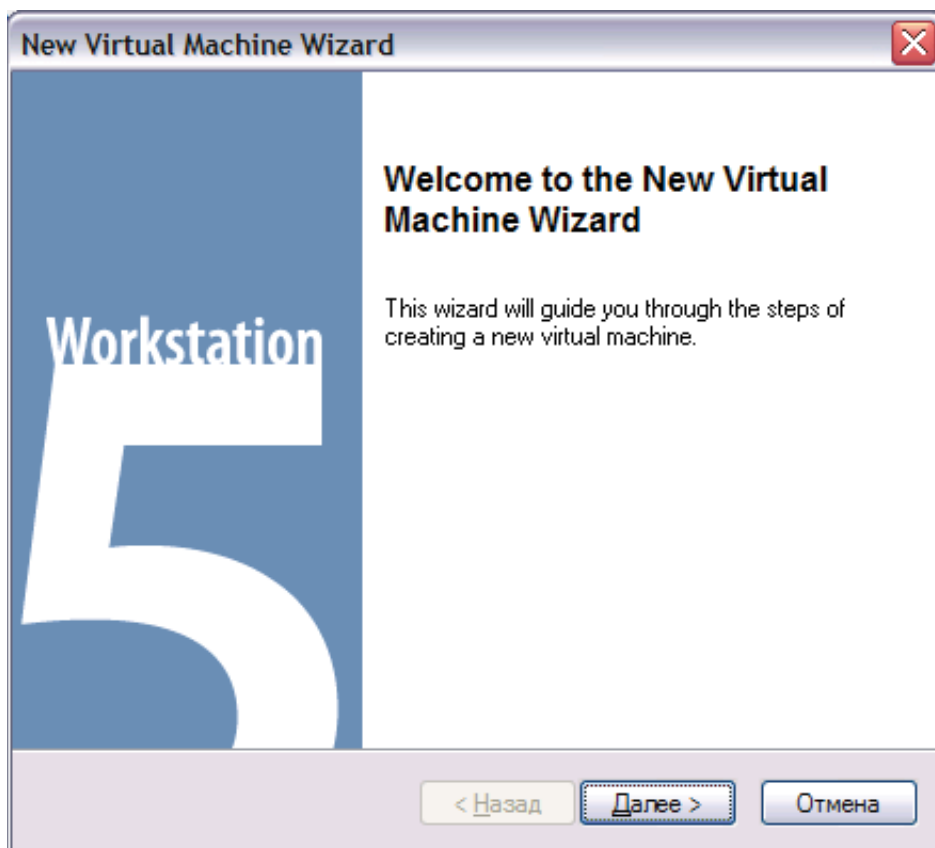 New Virtual Machine Wizard
Welcome to the New Virtual
Machine Wizard
This wizard will guide you through the steps of
creating a new virtual machine.
Workstation
5
< Назад
Далее >
Отмена